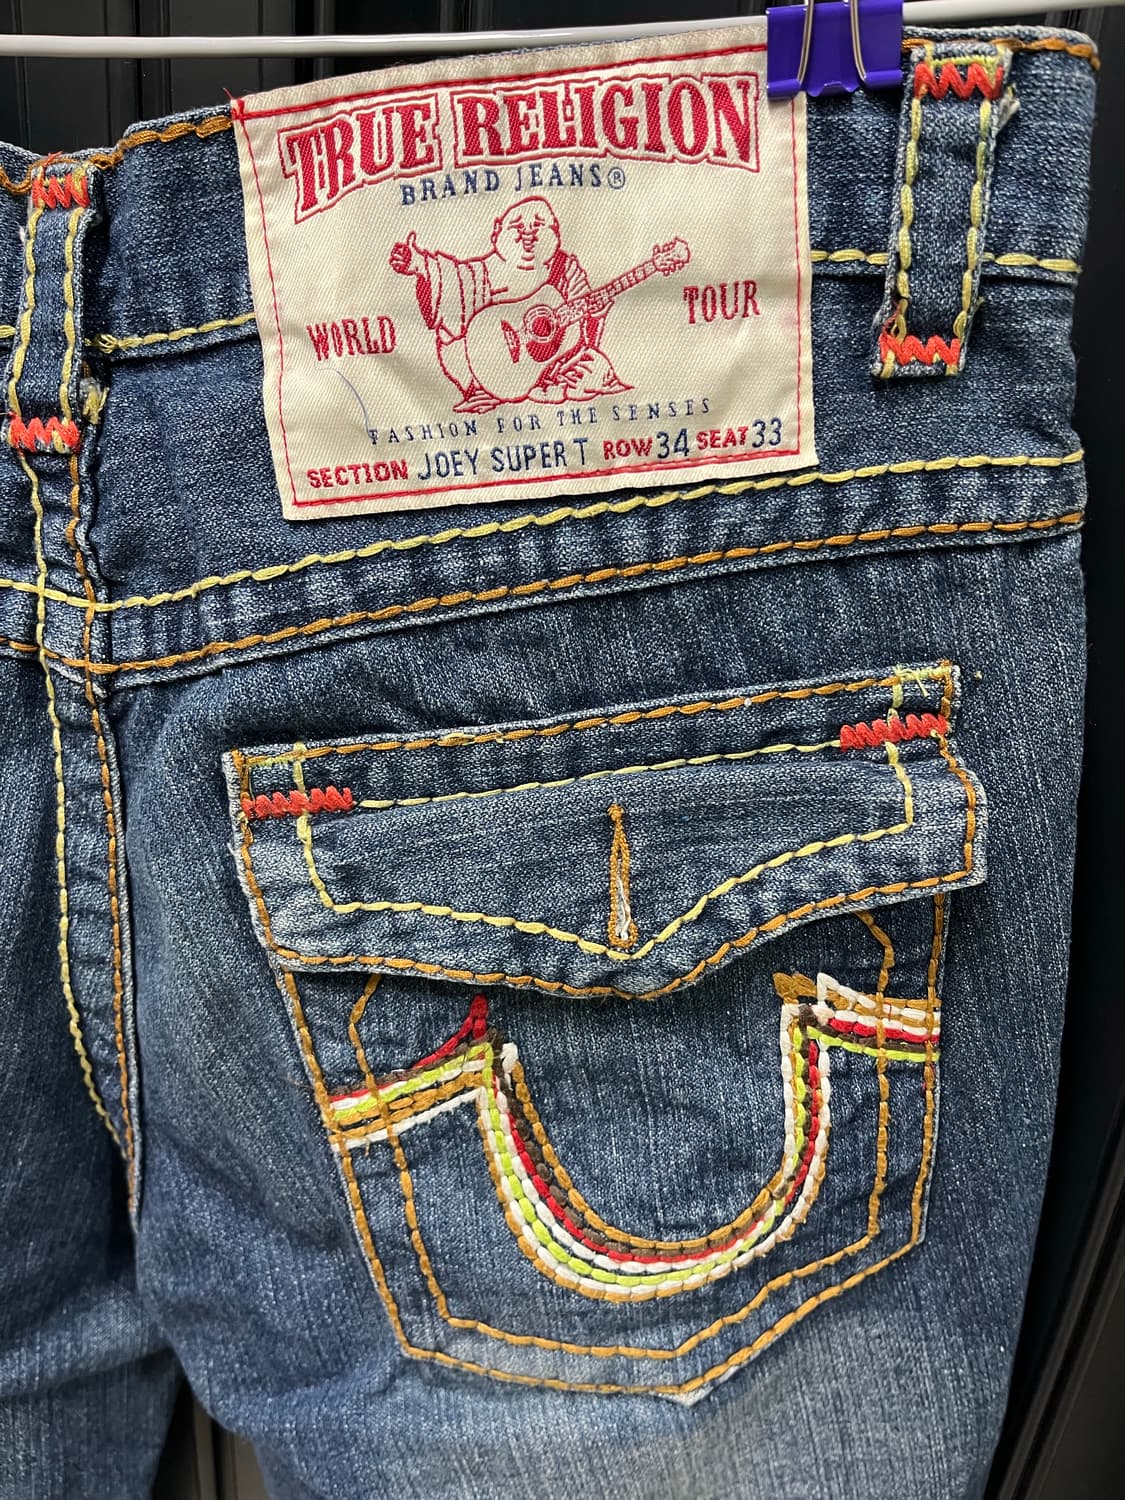 TRUE RELIGION
BRAND JEANS®
WORLD TOUR
FASHION FOR THE SENSES
SECTION JOEY SUPER T ROW 34 SEAT 33